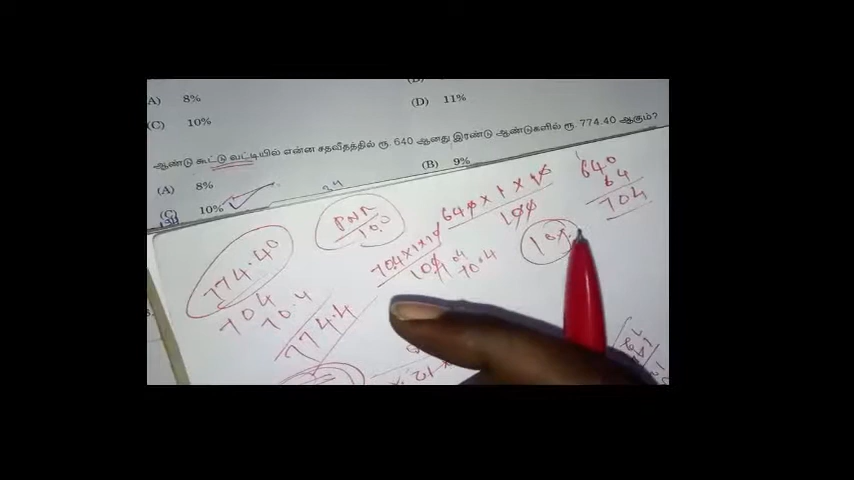 (A) 8%
(D) 11%
(C) 10%
ஆண்டு கூட்டு வட்டியில் என்ன சதவீதத்தில் ரூ. 640 ஆனது இரண்டு ஆண்டுகளில் ரூ. 774.40 ஆகும்?
(A) 8%
(B) 9%
(C) 10%
640
64
704
PNR
100
640 x 1 x 10
100
10%
774.40
704 x 1 x 10
100
70.4
704
70.4
774.4